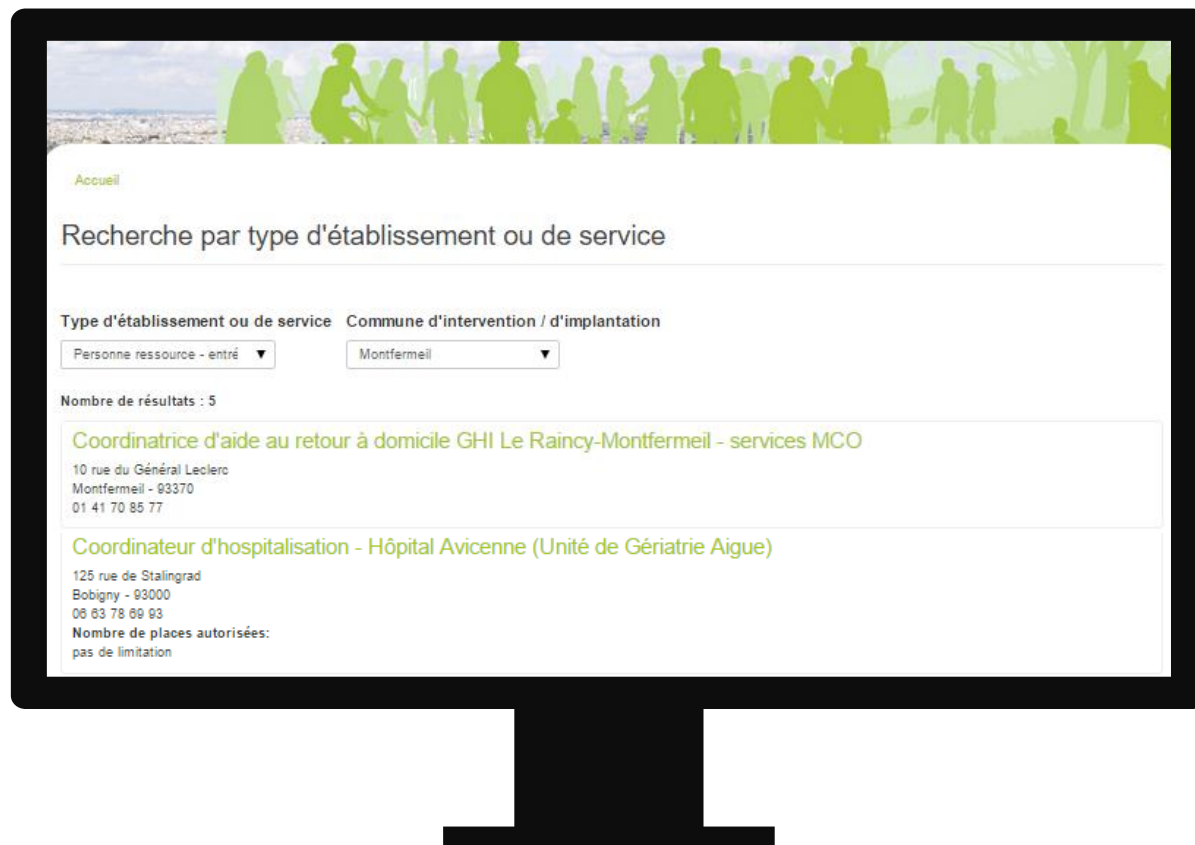 Accueil
Recherche par type d'établissement ou de service
Type d'établissement ou de service Commune d'intervention / d'implantation
Personne ressource - entré ▼ Montfermeil ▼
Nombre de résultats : 5
Coordinatrice d'aide au retour à domicile GHI Le Raincy-Montfermeil - services MCO
10 rue du Général Leclerc
Montfermeil - 93370
01 41 70 85 77
Coordinateur d'hospitalisation - Hôpital Avicenne (Unité de Gériatrie Aigue)
125 rue de Stalingrad
Bobigny - 93000
06 63 78 69 93
Nombre de places autorisées:
pas de limitation